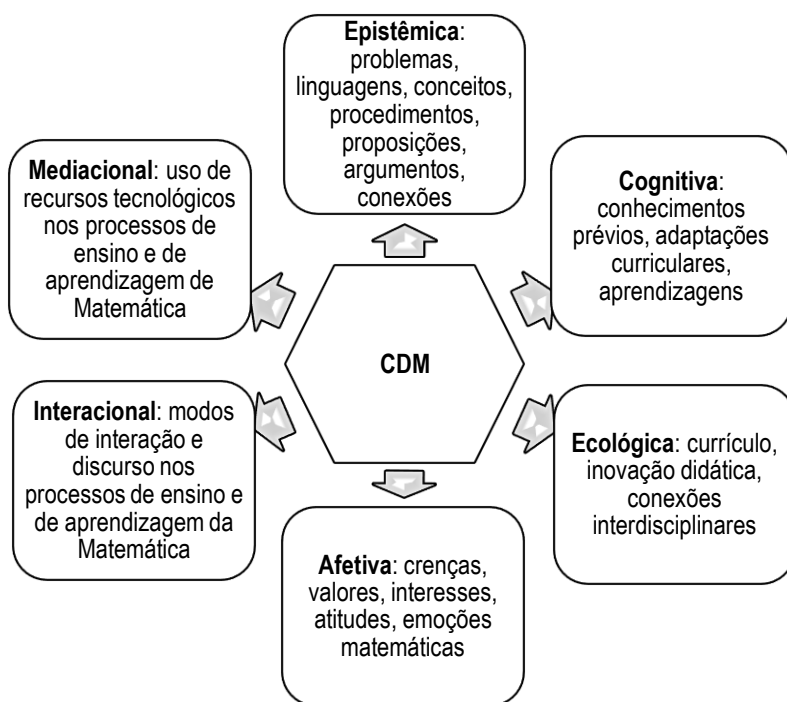 Epistêmica:
problemas,
linguagens, conceitos,
procedimentos,
proposições,
argumentos,
conexões
Mediacional: uso de
recursos tecnológicos
nos processos de
ensino e de
aprendizagem de
Matemática
Cognitiva:
conhecimentos
prévios, adaptações
curriculares,
aprendizagens
CDM
Interacional: modos
de interação e
discurso nos
processos de ensino e
de aprendizagem da
Matemática
Ecológica: currículo,
inovação didática,
conexões
interdisciplinares
Afetiva: crenças,
valores, interesses,
atitudes, emoções
matemáticas